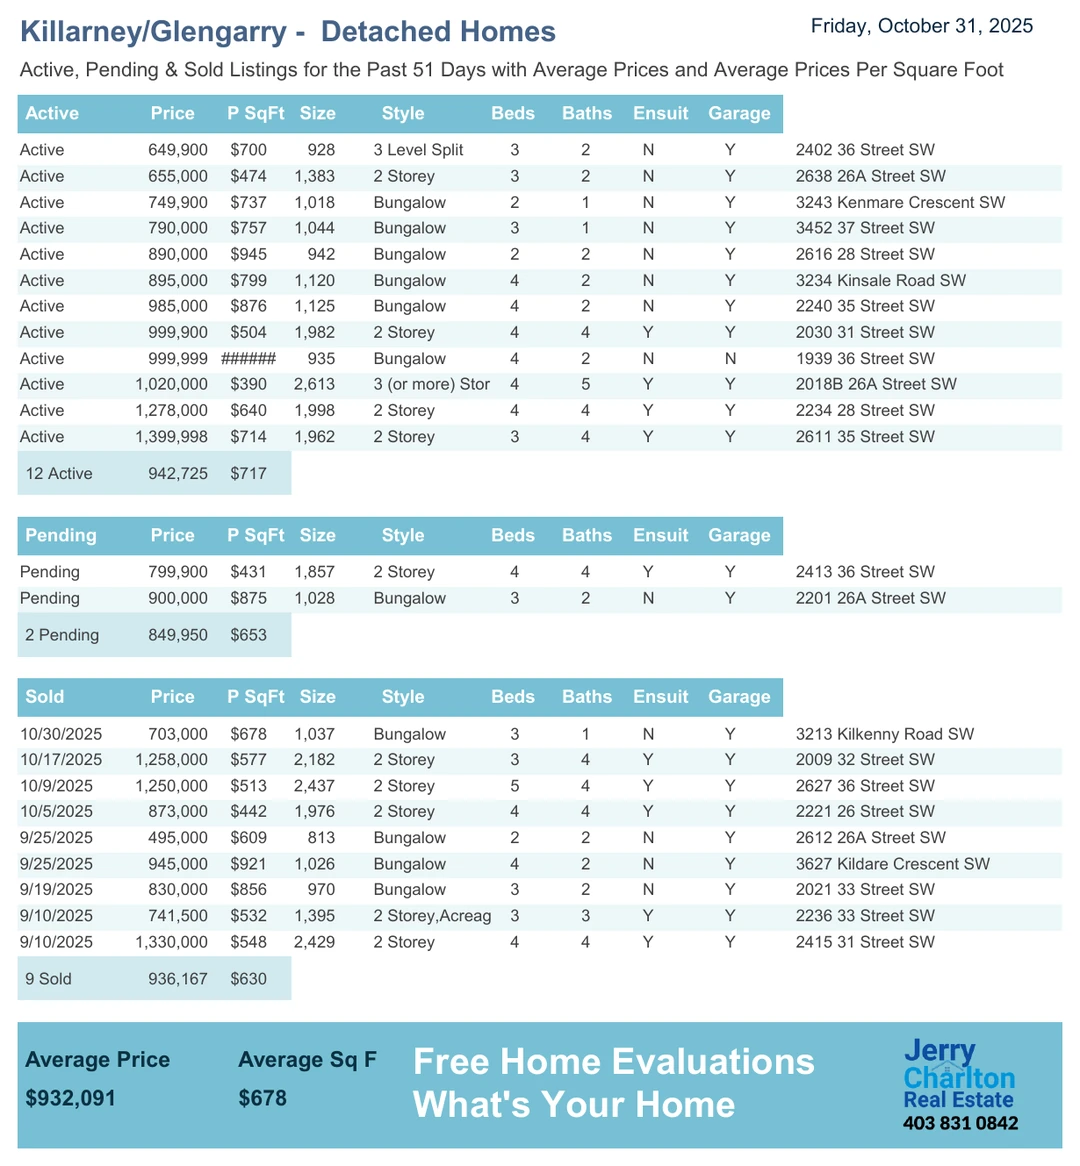 Killarney/Glengarry -  Detached Homes
Friday, October 31, 2025
Active, Pending & Sold Listings for the Past 51 Days with Average Prices and Average Prices Per Square Foot
Active Price P SqFt Size Style Beds Baths Ensuit Garage
Active 649,900 $700 928 3 Level Split 3 2 N Y 2402 36 Street SW
Active 655,000 $474 1,383 2 Storey 3 2 N Y 2638 26A Street SW
Active 749,900 $737 1,018 Bungalow 2 1 N Y 3243 Kenmare Crescent SW
Active 790,000 $757 1,044 Bungalow 3 1 N Y 3452 37 Street SW
Active 890,000 $945 942 Bungalow 2 2 N Y 2616 28 Street SW
Active 895,000 $799 1,120 Bungalow 4 2 N Y 3234 Kinsale Road SW
Active 985,000 $876 1,125 Bungalow 4 2 N Y 2240 35 Street SW
Active 999,900 $504 1,982 2 Storey 4 4 Y Y 2030 31 Street SW
Active 999,999 ###### 935 Bungalow 4 2 N N 1939 36 Street SW
Active 1,020,000 $390 2,613 3 (or more) Stor 4 5 Y Y 2018B 26A Street SW
Active 1,278,000 $640 1,998 2 Storey 4 4 Y Y 2234 28 Street SW
Active 1,399,998 $714 1,962 2 Storey 3 4 Y Y 2611 35 Street SW
12 Active 942,725 $717
Pending Price P SqFt Size Style Beds Baths Ensuit Garage
Pending 799,900 $431 1,857 2 Storey 4 4 Y Y 2413 36 Street SW
Pending 900,000 $875 1,028 Bungalow 3 2 N Y 2201 26A Street SW
2 Pending 849,950 $653
Sold Price P SqFt Size Style Beds Baths Ensuit Garage
10/30/2025 703,000 $678 1,037 Bungalow 3 1 N Y 3213 Kilkenny Road SW
10/17/2025 1,258,000 $577 2,182 2 Storey 3 4 Y Y 2009 32 Street SW
10/9/2025 1,250,000 $513 2,437 2 Storey 5 4 Y Y 2627 36 Street SW
10/5/2025 873,000 $442 1,976 2 Storey 4 4 Y Y 2221 26 Street SW
9/25/2025 495,000 $609 813 Bungalow 2 2 N Y 2612 26A Street SW
9/25/2025 945,000 $921 1,026 Bungalow 4 2 N Y 3627 Kildare Crescent SW
9/19/2025 830,000 $856 970 Bungalow 3 2 N Y 2021 33 Street SW
9/10/2025 741,500 $532 1,395 2 Storey,Acreag 3 3 Y Y 2236 33 Street SW
9/10/2025 1,330,000 $548 2,429 2 Storey 4 4 Y Y 2415 31 Street SW
9 Sold 936,167 $630
Average Price Average Sq F
$932,091 $678
Free Home Evaluations
What's Your Home
Jerry
Charlton
Real Estate
403 831 0842